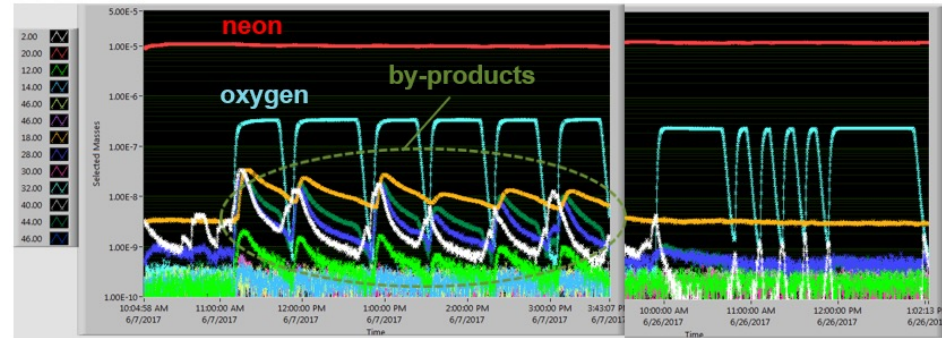 2.00
20.00
12.00
14.00
46.00
46.00
18.00
28.00
30.00
32.00
40.00
44.00
46.00
Selected Masses
5.00E-5
1.00E-5
1.00E-6
1.00E-7
1.00E-8
1.00E-9
1.00E-10
neon
by-products
oxygen
10:04:58 AM
6/7/2017
11:00:00 AM
6/7/2017
12:00:00 PM
6/7/2017
1:00:00 PM
6/7/2017
2:00:00 PM
6/7/2017
3:00:00 PM
6/7/2017
3:43:07
6/7/2017
Time
10:00:00 AM
6/26/2017
11:00:00 AM
6/26/2017
12:00:00 PM
6/26/2017
1:02:13 P
6/26/201
Time